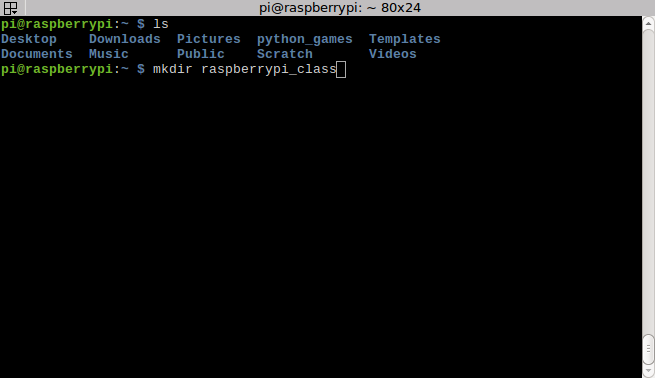 pi@raspberrypi: ~ 80x24
pi@raspberrypi:~ $ ls
Desktop    Downloads  Pictures  python_games  Templates
Documents  Music      Public    Scratch       Videos
pi@raspberrypi:~ $ mkdir raspberrypi_class